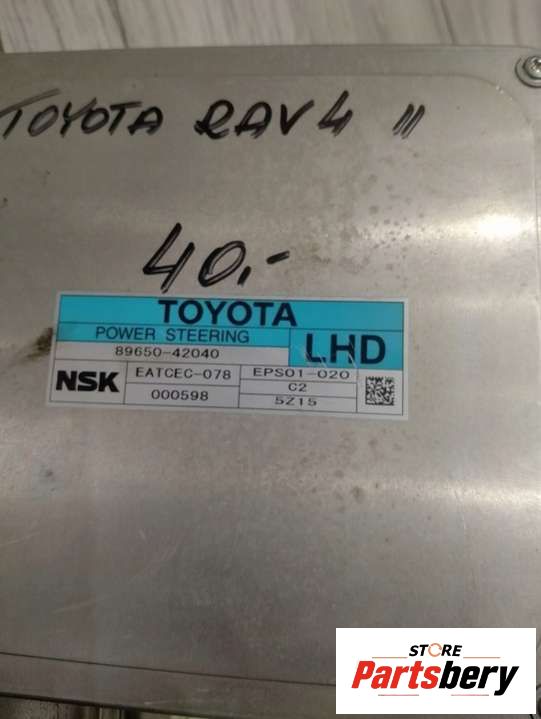 TOYOTA RAV4 II
40.-
TOYOTA
POWER STEERING
89650-42040
LHD
NSK
EATCEC-078
EPS01-020
C2
000598
5Z15
STORE
Partsbery